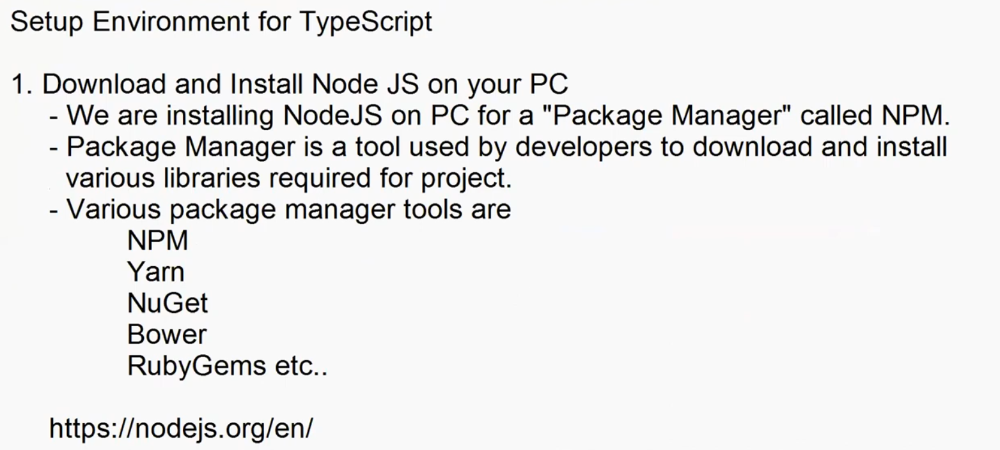 Setup Environment for TypeScript
1. Download and Install Node JS on your PC
- We are installing NodeJS on PC for a "Package Manager" called NPM.
- Package Manager is a tool used by developers to download and install
various libraries required for project.
- Various package manager tools are
NPM
Yarn
NuGet
Bower
RubyGems etc..
https://nodejs.org/en/